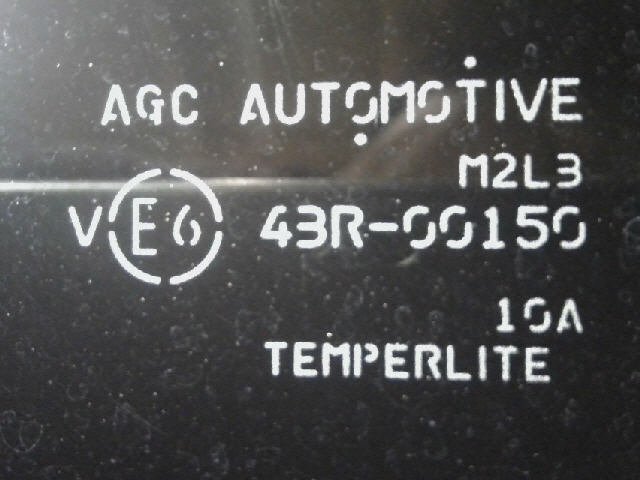 AGC AUTOMOTIVE
M2L3
V E6 43R-00150
10A
TEMPERLITE